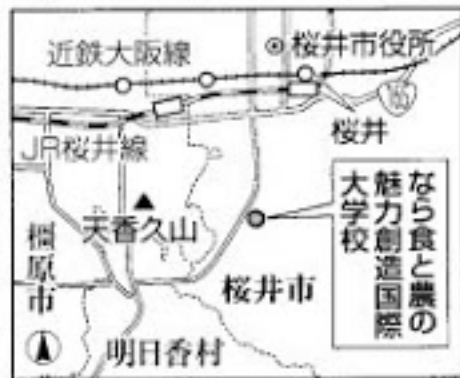 桜井市役所
近鉄大阪線
桜井
165
JR桜井線
天香久山
なら食と農の
魅力創造国際
大学校
橿原市
桜井市
明日香村